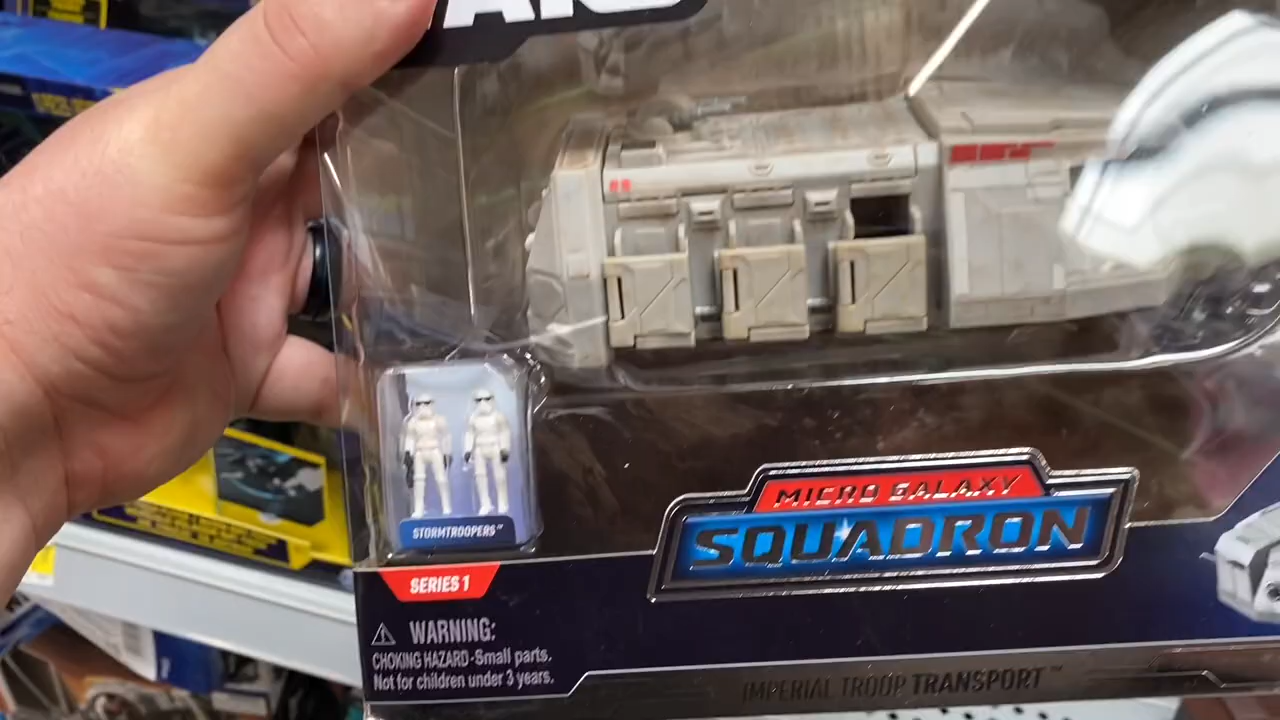 STORMTROOPERS™
MICRO GALAXY
SQUADRON
SERIES 1
⚠ WARNING:
CHOKING HAZARD-Small parts.
Not for children under 3 years.
IMPERIAL TROOP TRANSPORT™